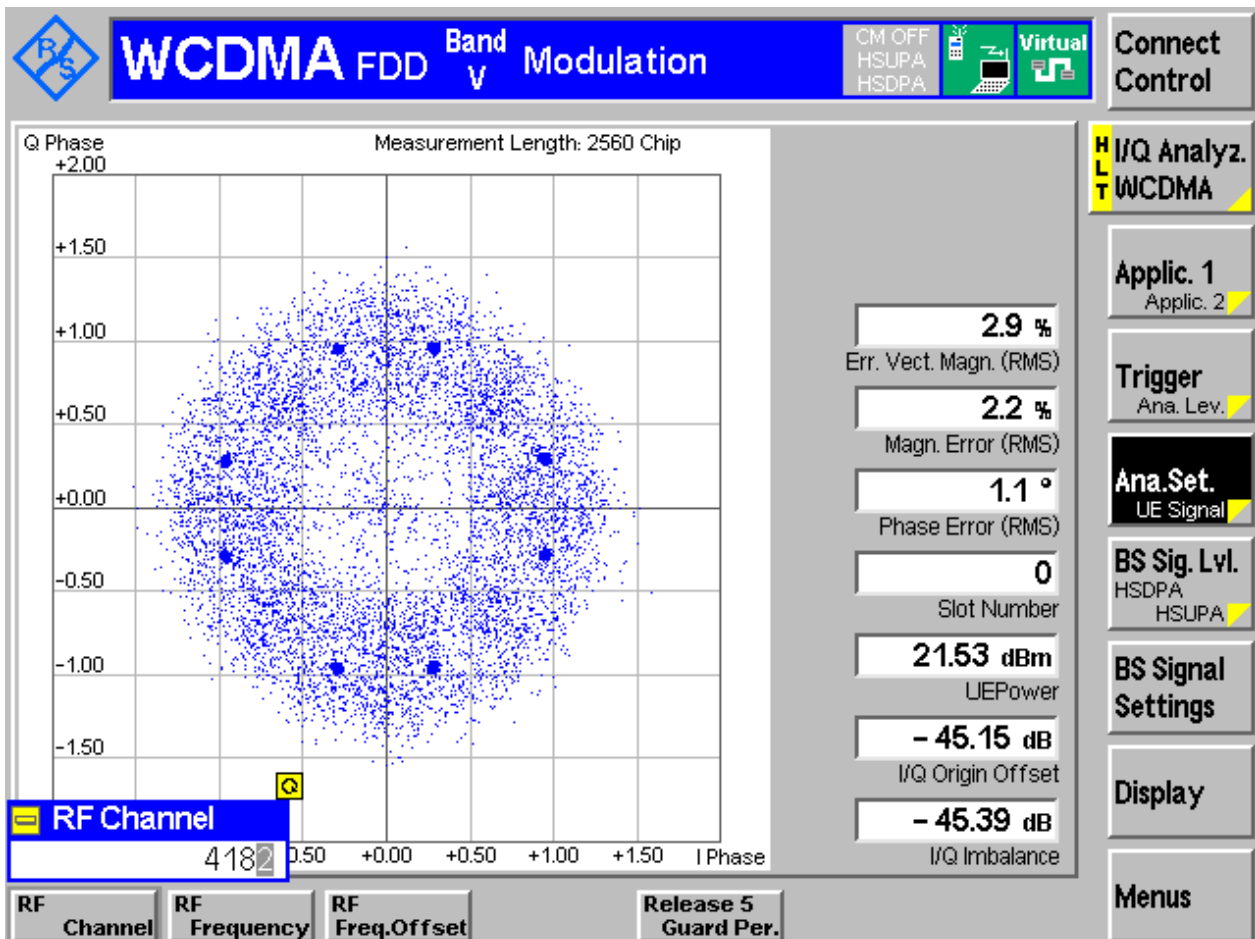 R/S
WCDMA FDD Band V Modulation
CM OFF
HSUPA
HSDPA
Virtual
Connect
Control
Q Phase
Measurement Length: 2560 Chip
+2.00
+1.50
+1.00
+0.50
+0.00
-0.50
-1.00
-1.50
Q
RF Channel
4182
0.50 +0.00 +0.50 +1.00 +1.50 I Phase
2.9 %
Err. Vect. Magn. (RMS)
2.2 %
Magn. Error (RMS)
1.1 °
Phase Error (RMS)
0
Slot Number
21.53 dBm
UEPower
- 45.15 dB
I/Q Origin Offset
- 45.39 dB
I/Q Imbalance
HLT
I/Q Analyz.
WCDMA
Applic. 1
Applic. 2
Trigger
Ana. Lev.
Ana.Set.
UE Signal
BS Sig. Lvl.
HSDPA
HSUPA
BS Signal
Settings
Display
Menus
RF
Channel
RF
Frequency
RF
Freq.Offset
Release 5
Guard Per.